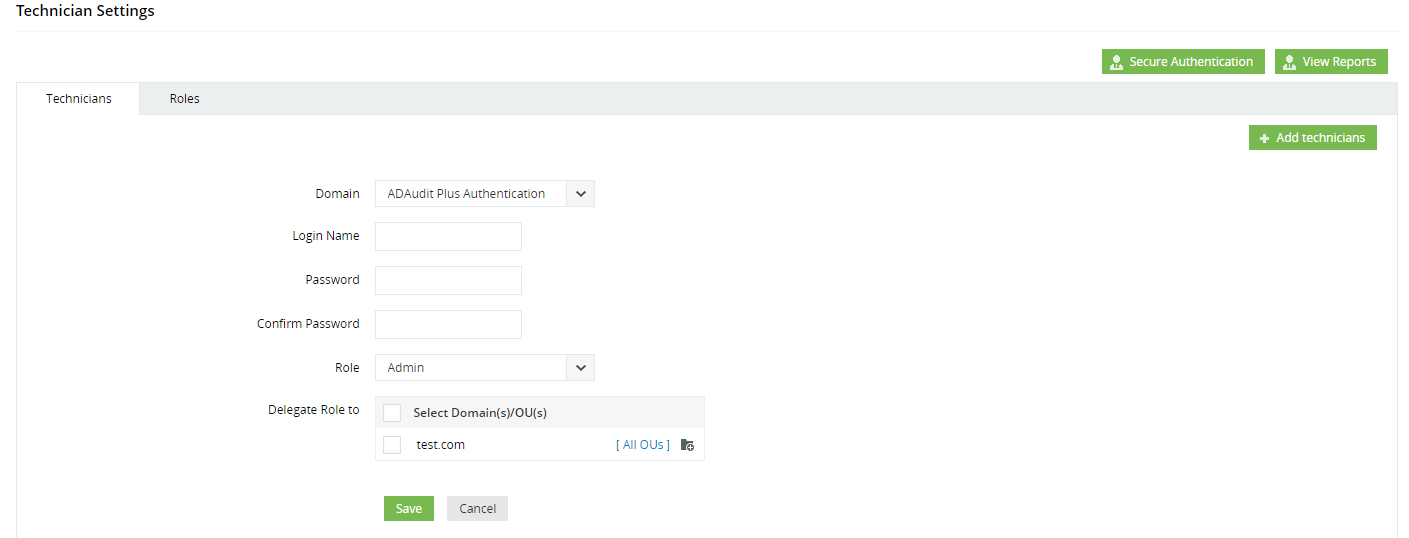 Technician Settings
Secure Authentication View Reports
Technicians Roles
Add technicians
Domain ADAudit Plus Authentication
Login Name
Password
Confirm Password
Role Admin
Delegate Role to Select Domain(s)/OU(s)
test.com [ All OUs ]
Save Cancel